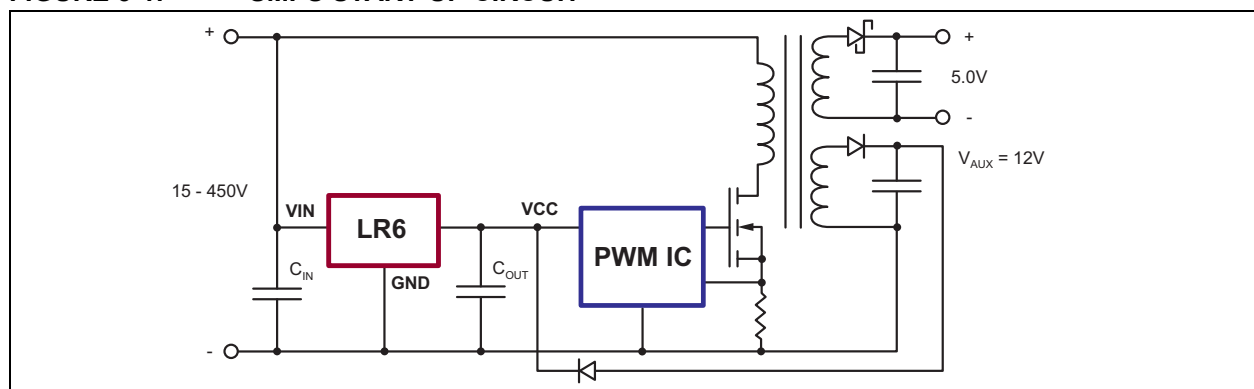 +
+
5.0V
-
V_AUX = 12V
15 - 450V
VIN
LR6
VCC
PWM IC
C_IN
GND
C_OUT
-